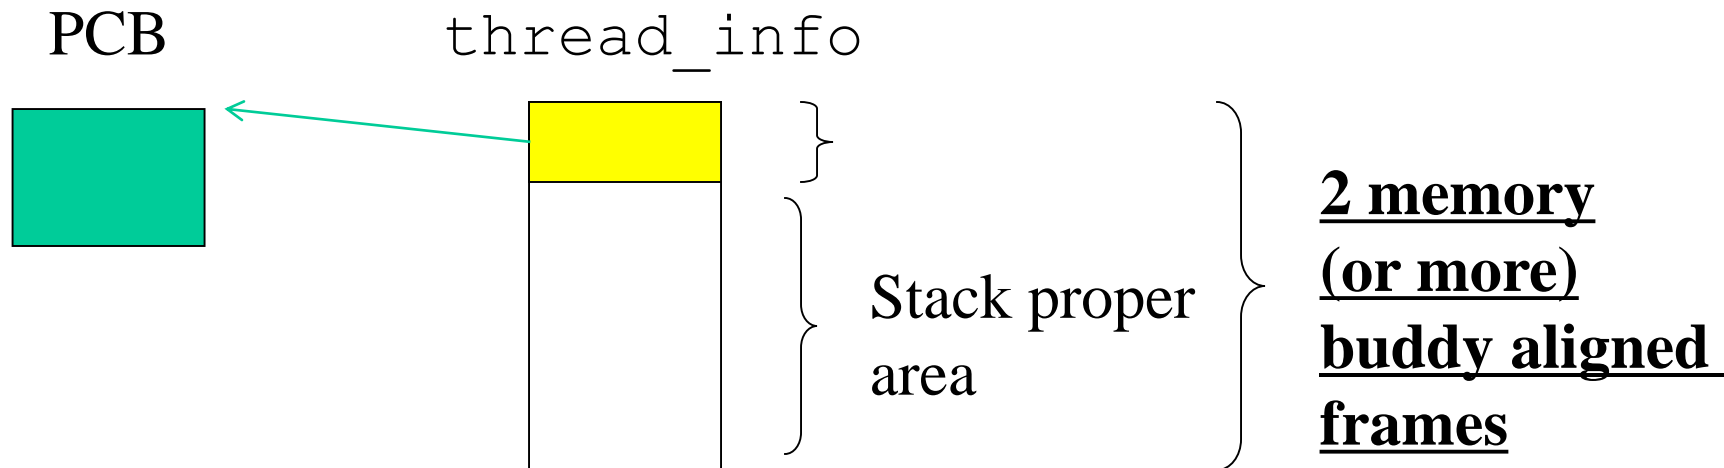 PCB
thread_info
Stack proper
area
2 memory
(or more)
buddy aligned
frames